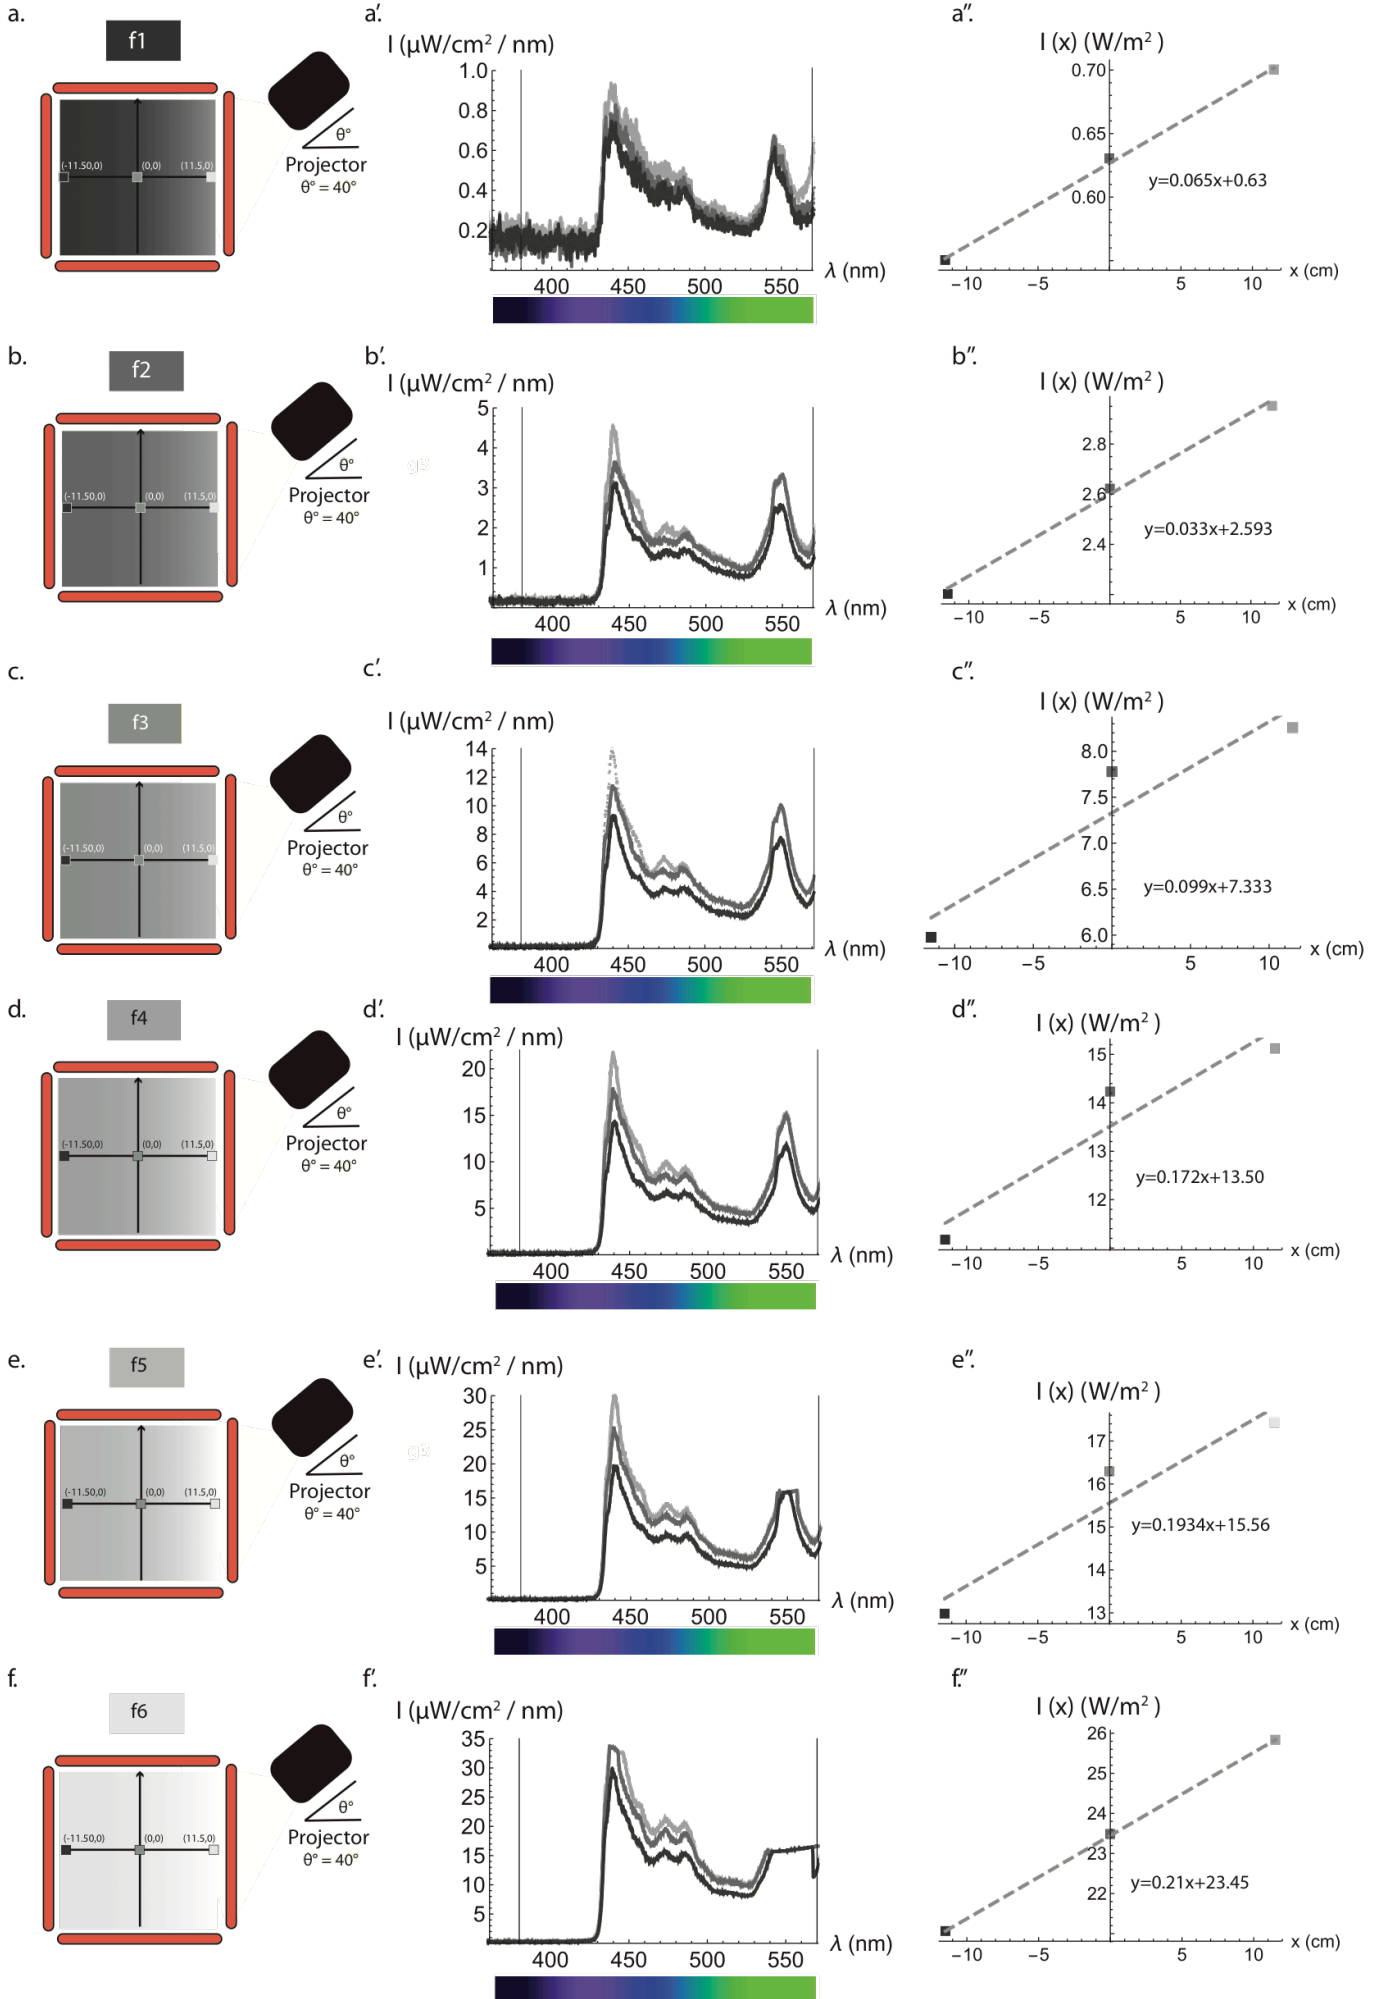 a.
f1
(-11.50,0) (0,0) (11.5,0)
θ°
Projector
θ° = 40°
a′.
I (μW/cm² / nm)
1.0
0.8
0.6
0.4
0.2
400 450 500 550
λ (nm)
a″.
I (x) (W/m² )
0.70
0.65
0.60
y=0.065x+0.63
−10 −5 5 10
x (cm)
b.
f2
(-11.50,0) (0,0) (11.5,0)
θ°
Projector
θ° = 40°
b′.
I (μW/cm² / nm)
g3
5
4
3
2
1
400 450 500 550
λ (nm)
b″.
I (x) (W/m² )
2.8
2.6
2.4
y=0.033x+2.593
−10 −5 5 10
x (cm)
c.
f3
(-11.50,0) (0,0) (11.5,0)
θ°
Projector
θ° = 40°
c′.
I (μW/cm² / nm)
14
12
10
8
6
4
2
400 450 500 550
λ (nm)
c″.
I (x) (W/m² )
8.0
7.5
7.0
6.5
6.0
y=0.099x+7.333
−10 −5 5 10
x (cm)
d.
f4
(-11.50,0) (0,0) (11.5,0)
θ°
Projector
θ° = 40°
d′.
I (μW/cm² / nm)
20
15
10
5
400 450 500 550
λ (nm)
d″.
I (x) (W/m² )
15
14
13
12
y=0.172x+13.50
−10 −5 5 10
x (cm)
e.
f5
(-11.50,0) (0,0) (11.5,0)
θ°
Projector
θ° = 40°
e′.
I (μW/cm² / nm)
g3
30
25
20
15
10
5
400 450 500 550
λ (nm)
e″.
I (x) (W/m² )
17
16
15
14
13
y=0.1934x+15.56
−10 −5 5 10
x (cm)
f.
f6
(-11.50,0) (0,0) (11.5,0)
θ°
Projector
θ° = 40°
f′.
I (μW/cm² / nm)
35
30
25
20
15
10
5
400 450 500 550
λ (nm)
f″.
I (x) (W/m² )
26
25
24
23
22
y=0.21x+23.45
−10 −5 5 10
x (cm)